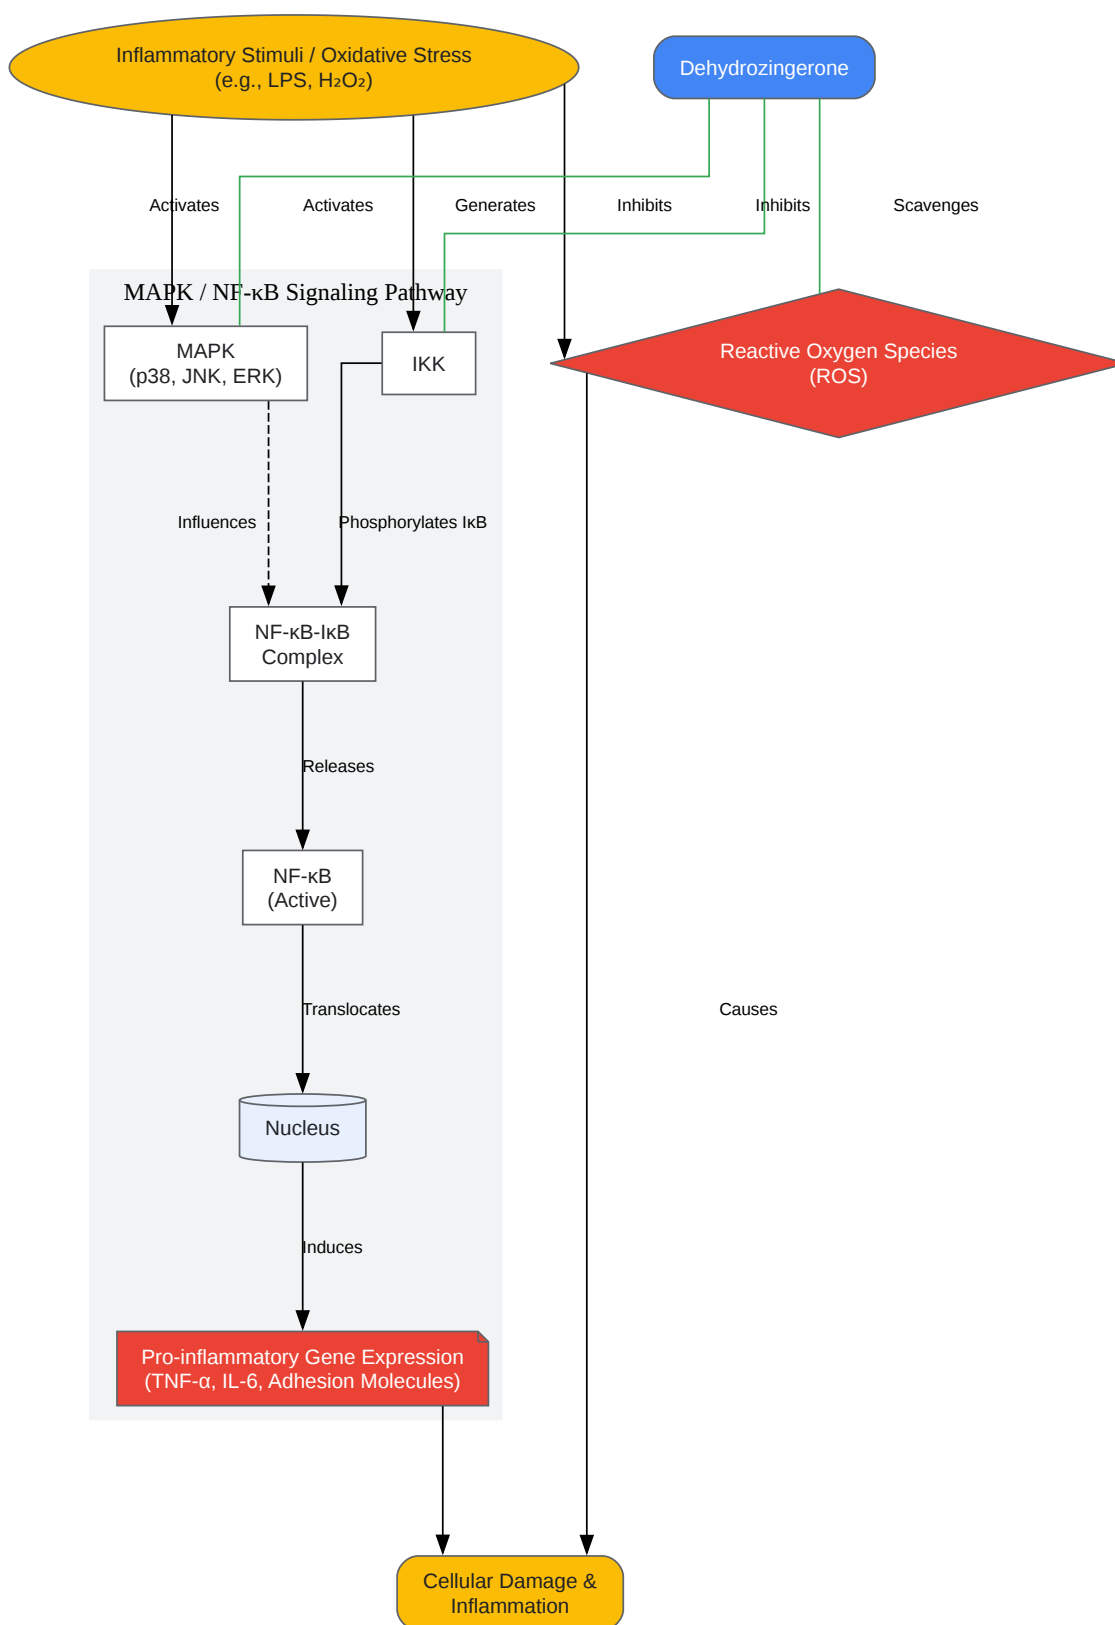 Inflammatory Stimuli / Oxidative Stress
(e.g., LPS, H₂O₂)
Dehydrozingerone
Activates
Activates
Generates
Inhibits
Inhibits
Scavenges
MAPK / NF-κB Signaling Pathway
MAPK
(p38, JNK, ERK)
IKK
Reactive Oxygen Species
(ROS)
Influences
Phosphorylates IκB
NF-κB-IκB
Complex
Releases
NF-κB
(Active)
Translocates
Causes
Nucleus
Induces
Pro-inflammatory Gene Expression
(TNF-α, IL-6, Adhesion Molecules)
Cellular Damage &
Inflammation